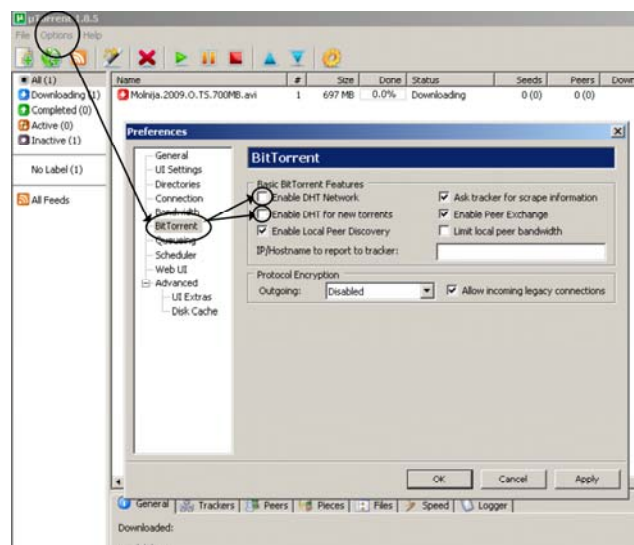 µTorrent 1.8.5
File Options Help
Name # Size Done Status Seeds Peers Down
All (1)
Downloading (1)
Completed (0)
Active (0)
Inactive (1)
No Label (1)
All Feeds
Molnija.2009.O.TS.700MB.avi 1 697 MB 0.0% Downloading 0 (0) 0 (0)
Preferences
General
UI Settings
Directories
Connection
Bandwidth
BitTorrent
Queueing
Scheduler
Web UI
Advanced
UI Extras
Disk Cache
BitTorrent
Basic BitTorrent Features
Enable DHT Network Ask tracker for scrape information
Enable DHT for new torrents Enable Peer Exchange
Enable Local Peer Discovery Limit local peer bandwidth
IP/Hostname to report to tracker:
Protocol Encryption
Outgoing: Disabled Allow incoming legacy connections
OK Cancel Apply
General Trackers Peers Pieces Files Speed Logger
Downloaded: